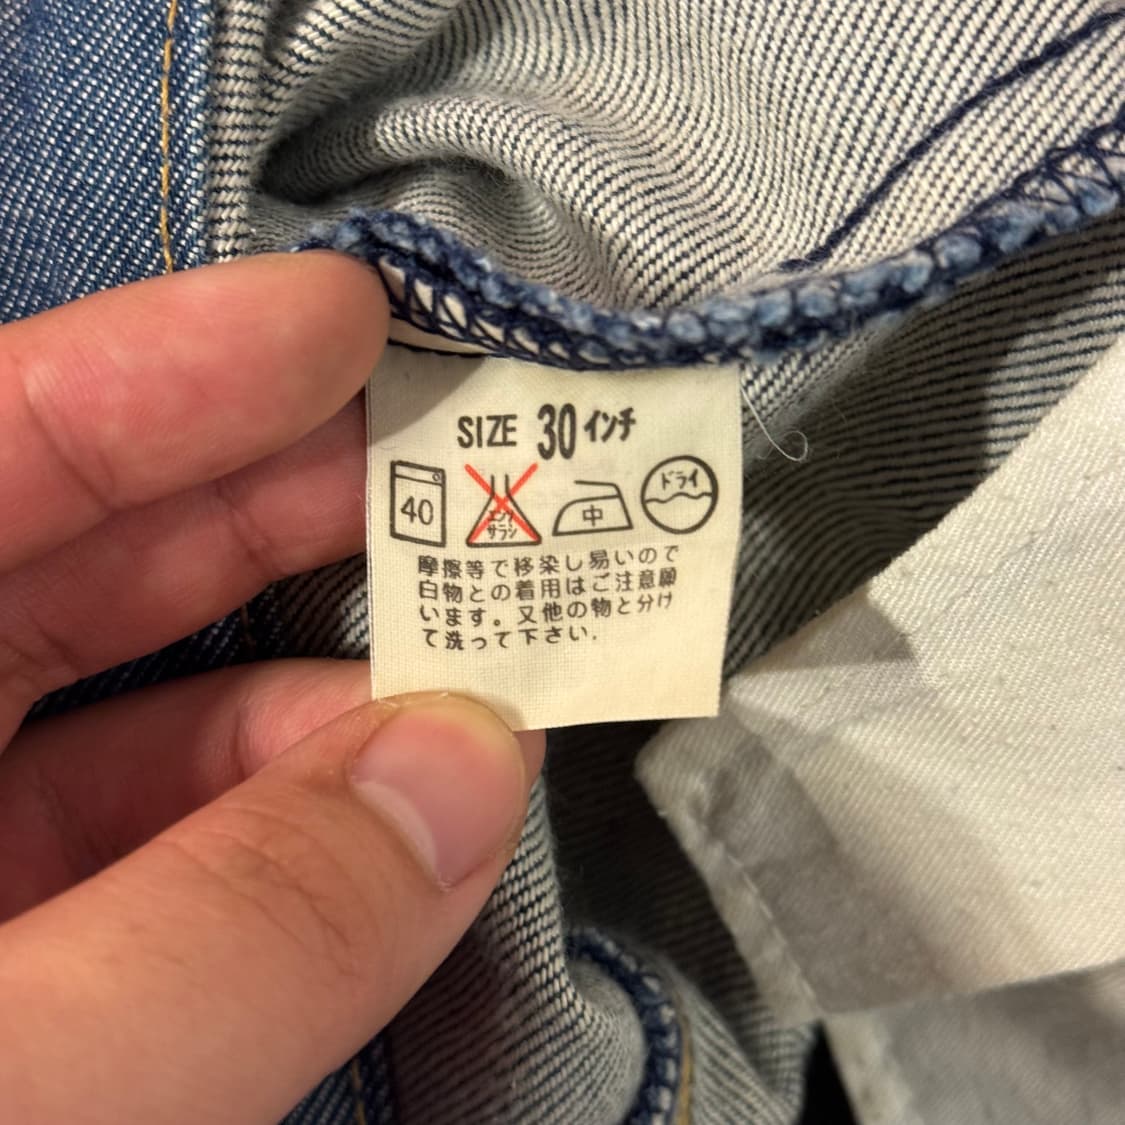 SIZE 30 インチ
40 エンソ サラシ 中 ドライ
摩擦等で移染し易いので
白物との着用はご注意願
います。又他の物と分け
て洗って下さい.